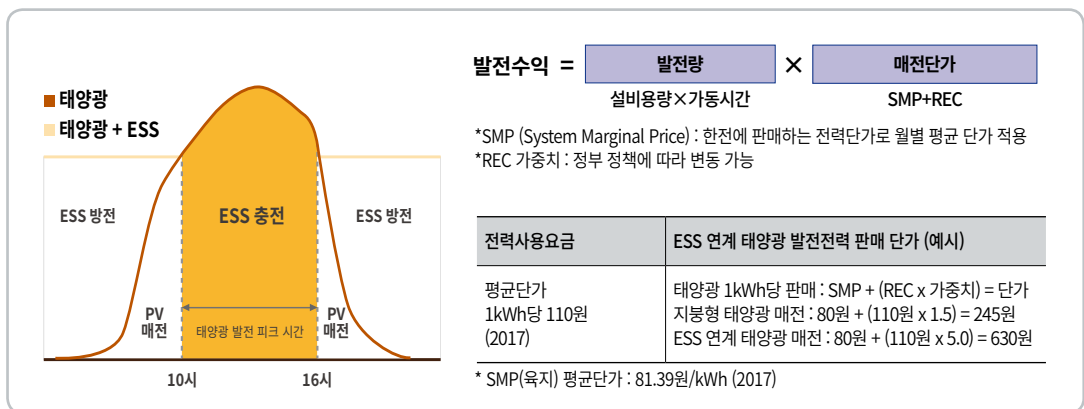 발전수익 = 발전량 × 매전단가
설비용량×가동시간 SMP+REC
*SMP (System Marginal Price) : 한전에 판매하는 전력단가로 월별 평균 단가 적용
*REC 가중치 : 정부 정책에 따라 변동 가능
태양광
태양광 + ESS
ESS 방전
ESS 충전
ESS 방전
PV
매전
태양광 발전 피크 시간
PV
매전
10시
16시
전력사용요금
ESS 연계 태양광 발전전력 판매 단가 (예시)
평균단가
1kWh당 110원
(2017)
태양광 1kWh당 판매 : SMP + (REC x 가중치) = 단가
지붕형 태양광 매전 : 80원 + (110원 x 1.5) = 245원
ESS 연계 태양광 매전 : 80원 + (110원 x 5.0) = 630원
* SMP(육지) 평균단가 : 81.39원/kWh (2017)